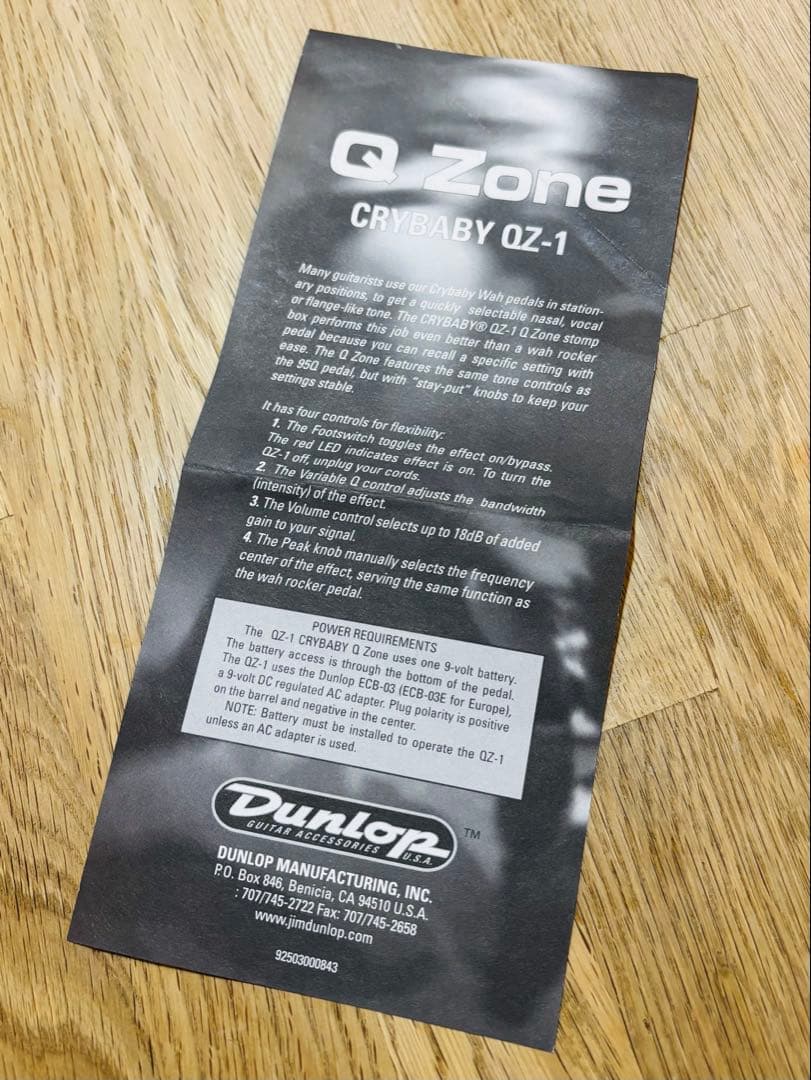 Q Zone
CRYBABY QZ-1
Many guitarists use our Crybaby Wah pedals in station-
ary positions, to get a quickly selectable nasal, vocal
or flange-like tone. The CRYBABY® QZ-1 Q Zone stomp
box performs this job even better than a wah rocker
pedal because you can recall a specific setting with
ease. The Q Zone features the same tone controls as
the 95Q pedal, but with "stay-put" knobs to keep your
settings stable.
It has four controls for flexibility:
1. The Footswitch toggles the effect on/bypass.
The red LED indicates effect is on. To turn the
QZ-1 off, unplug your cords.
2. The Variable Q control adjusts the bandwidth
(intensity) of the effect.
3. The Volume control selects up to 18dB of added
gain to your signal.
4. The Peak knob manually selects the frequency
center of the effect, serving the same function as
the wah rocker pedal.
POWER REQUIREMENTS
The QZ-1 CRYBABY Q Zone uses one 9-volt battery.
The battery access is through the bottom of the pedal.
The QZ-1 uses the Dunlop ECB-03 (ECB-03E for Europe),
a 9-volt DC regulated AC adapter. Plug polarity is positive
on the barrel and negative in the center.
NOTE: Battery must be installed to operate the QZ-1
unless an AC adapter is used.
Dunlop TM
GUITAR ACCESSORIES U.S.A.
DUNLOP MANUFACTURING, INC.
P.O. Box 846, Benicia, CA 94510 U.S.A.
: 707/745-2722 Fax: 707/745-2658
www.jimdunlop.com
92503000843